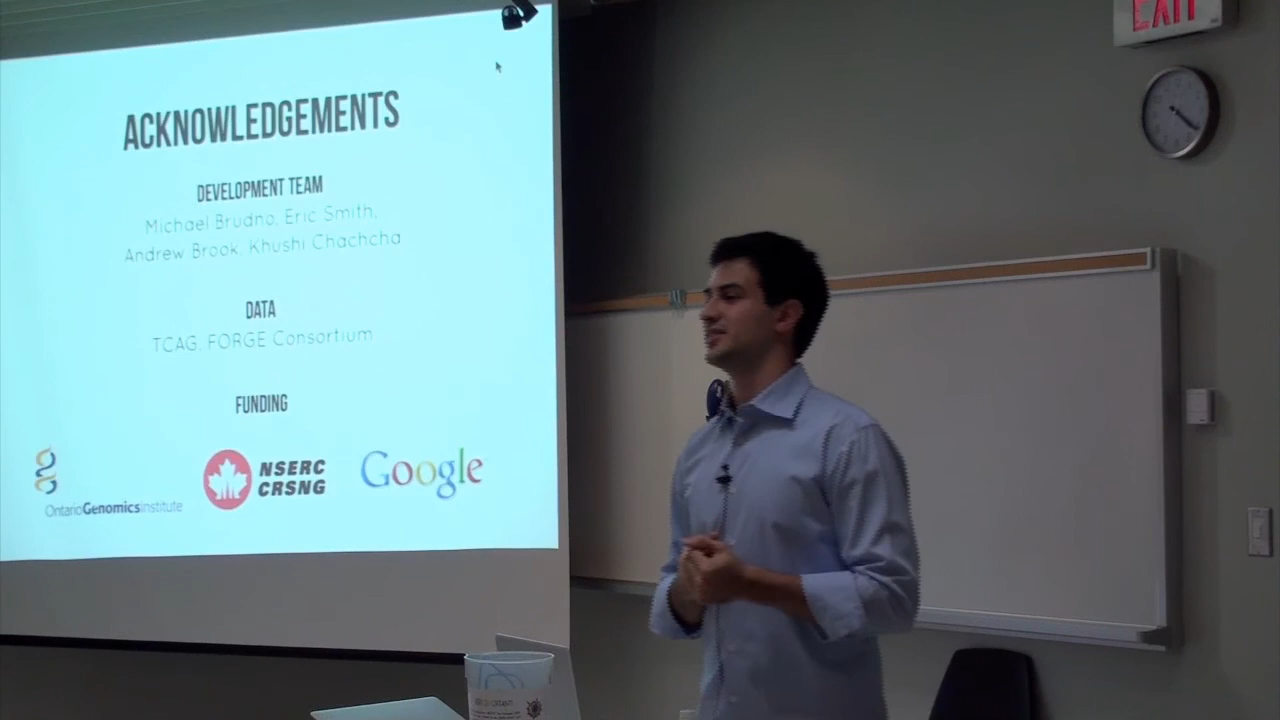 EXIT
ACKNOWLEDGEMENTS
DEVELOPMENT TEAM
Michael Brudno, Eric Smith,
Andrew Brook, Khushi Chachcha
DATA
TCAG, FORGE Consortium
FUNDING
OntarioGenomicsInstitute
NSERC
CRSNG
Google